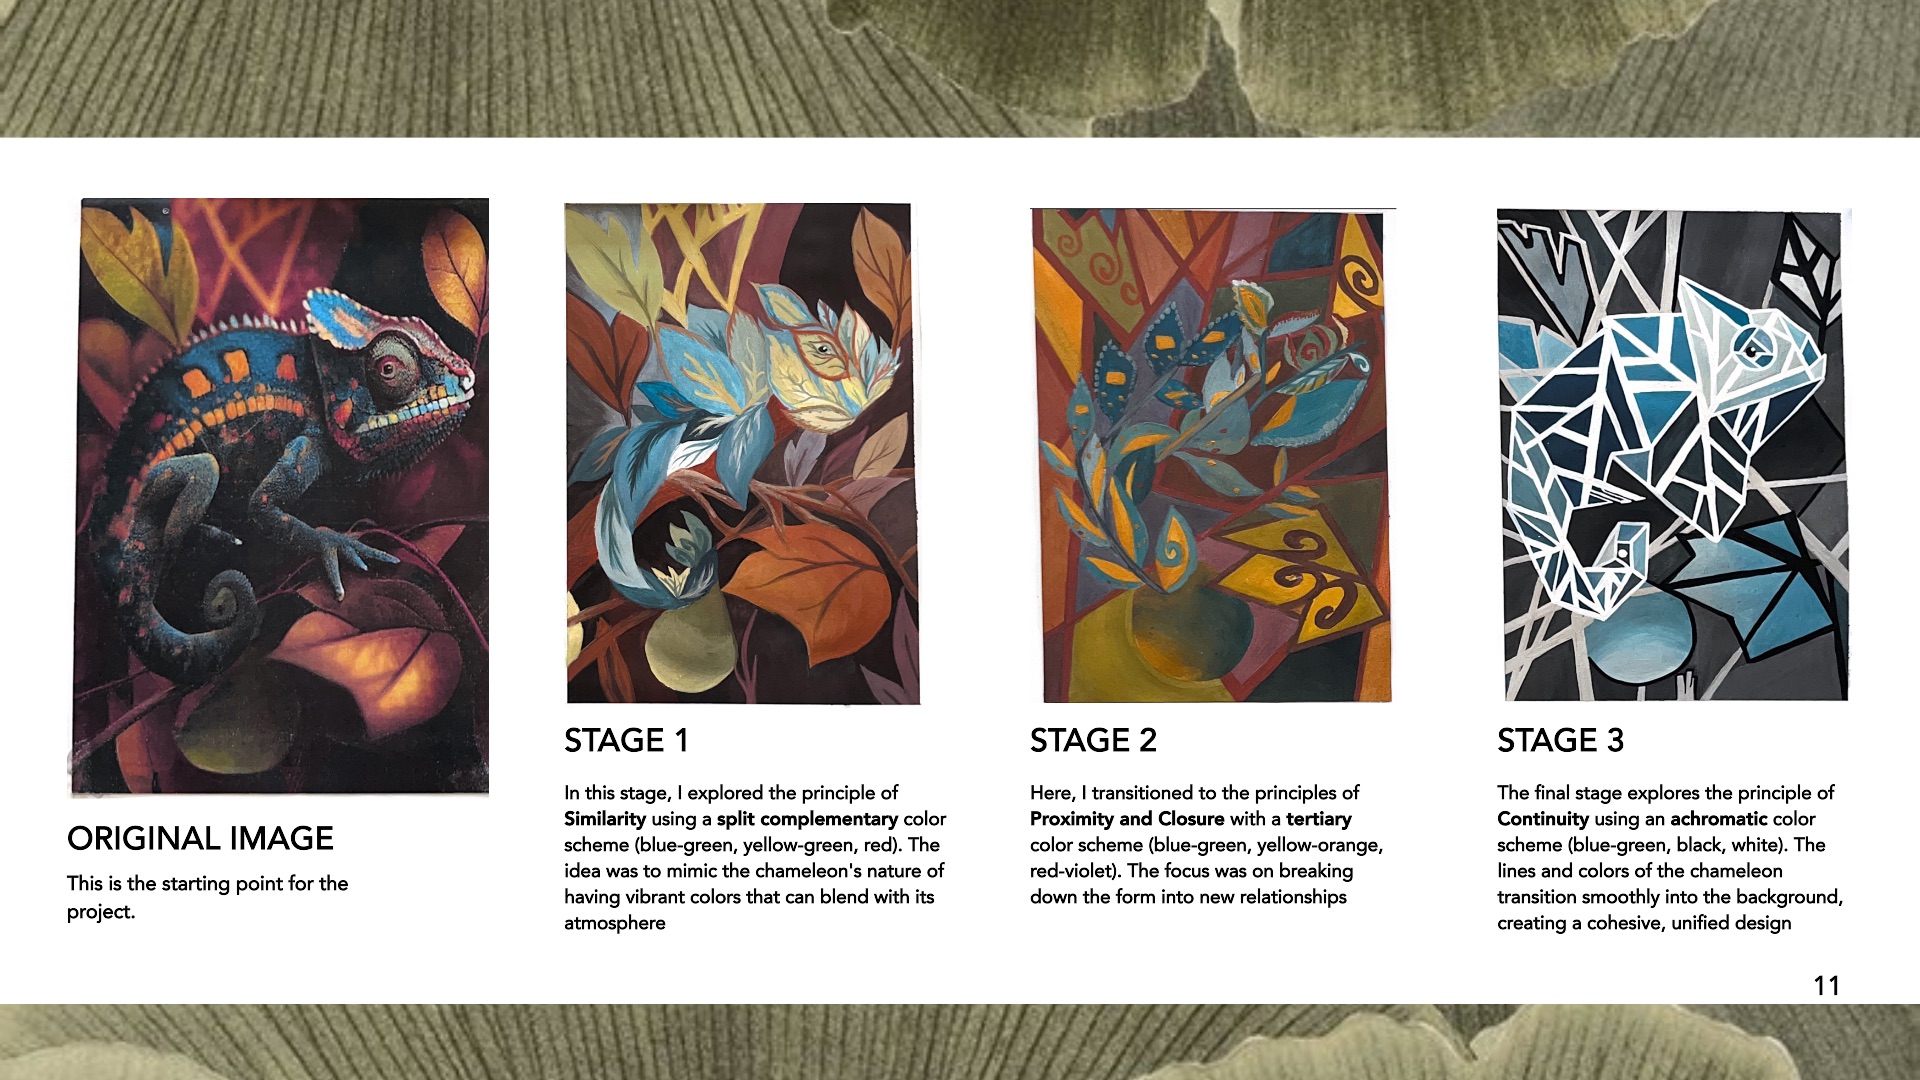 ORIGINAL IMAGE
This is the starting point for the
project.
STAGE 1
In this stage, I explored the principle of
Similarity using a split complementary color
scheme (blue-green, yellow-green, red). The
idea was to mimic the chameleon's nature of
having vibrant colors that can blend with its
atmosphere
STAGE 2
Here, I transitioned to the principles of
Proximity and Closure with a tertiary
color scheme (blue-green, yellow-orange,
red-violet). The focus was on breaking
down the form into new relationships
STAGE 3
The final stage explores the principle of
Continuity using an achromatic color
scheme (blue-green, black, white). The
lines and colors of the chameleon
transition smoothly into the background,
creating a cohesive, unified design
11